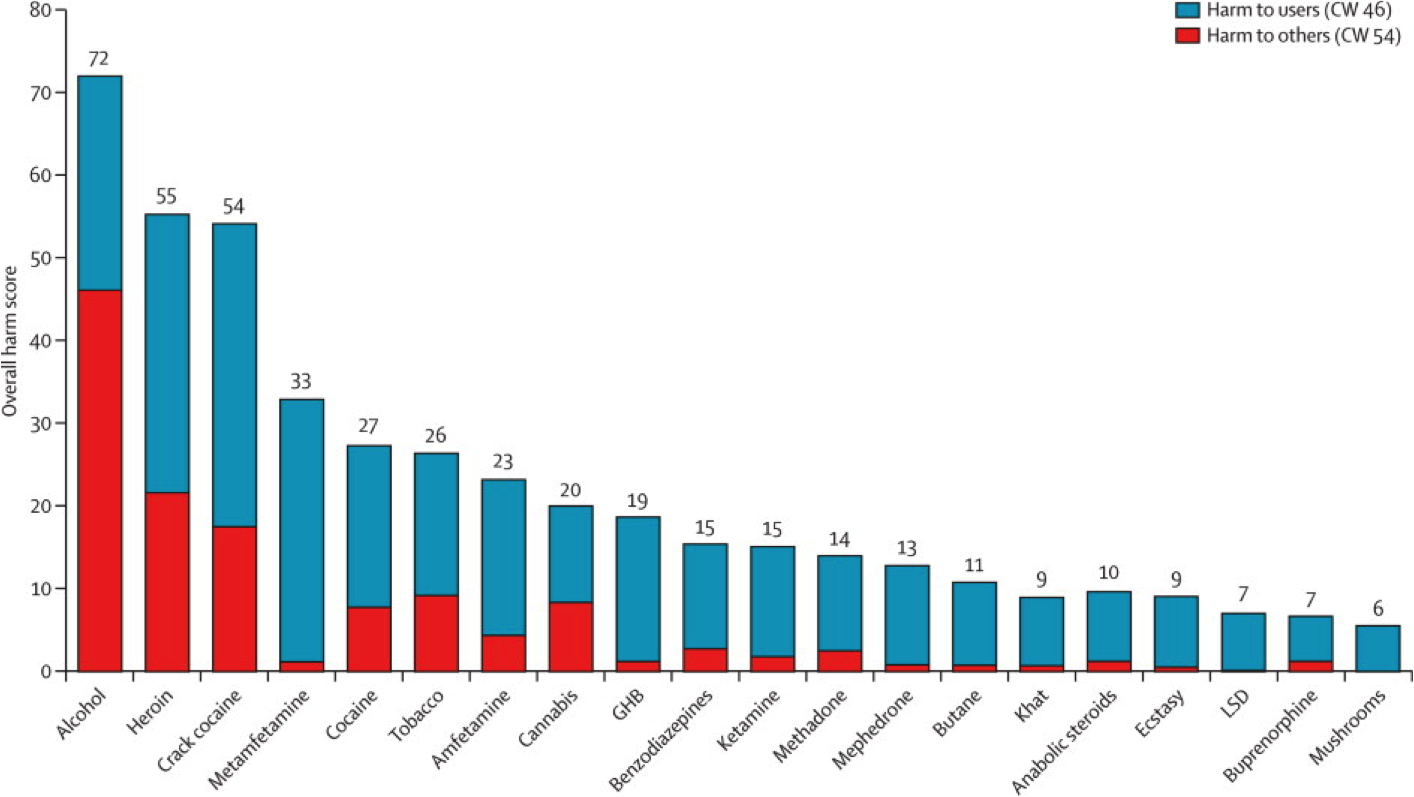 Harm to users (CW 46)
Harm to others (CW 54)
Overall harm score
80
70
60
50
40
30
20
10
0
72
55
54
33
27
26
23
20
19
15
15
14
13
11
9
10
9
7
7
6
Alcohol
Heroin
Crack cocaine
Metamfetamine
Cocaine
Tobacco
Amfetamine
Cannabis
GHB
Benzodiazepines
Ketamine
Methadone
Mephedrone
Butane
Khat
Anabolic steroids
Ecstasy
LSD
Buprenorphine
Mushrooms